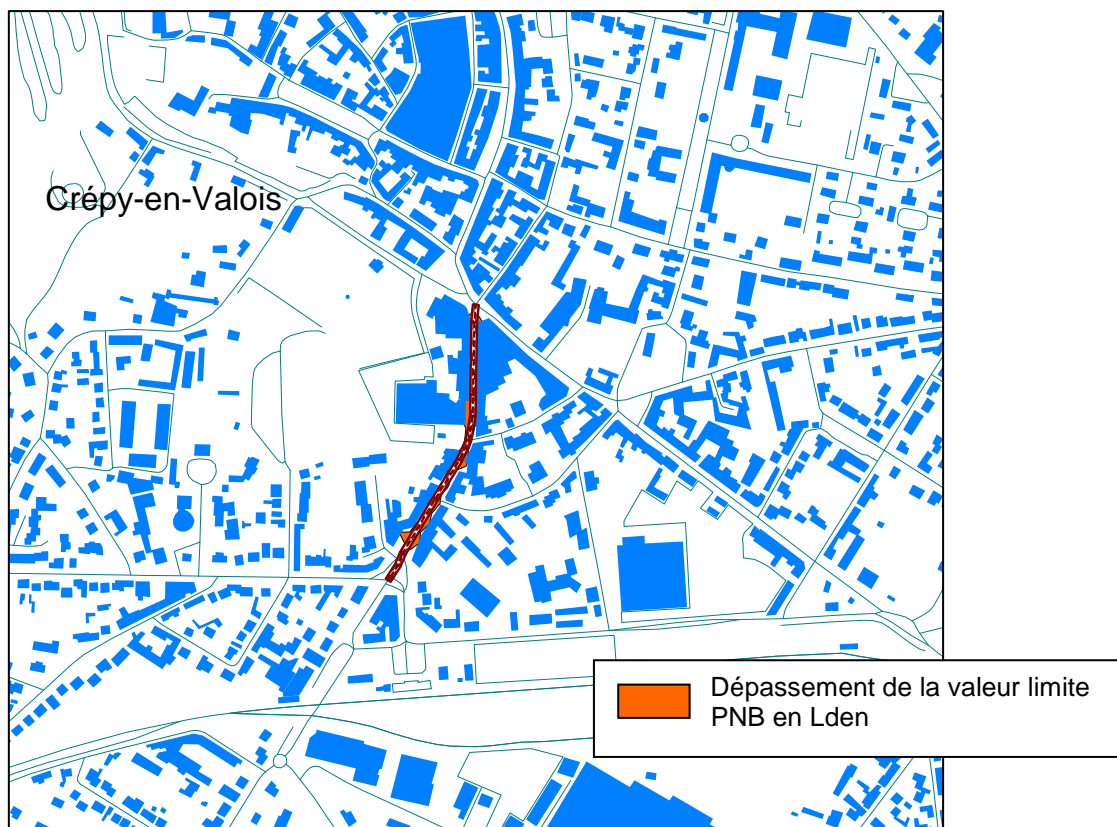 Crépy-en-Valois
Dépassement de la valeur limite
PNB en Lden